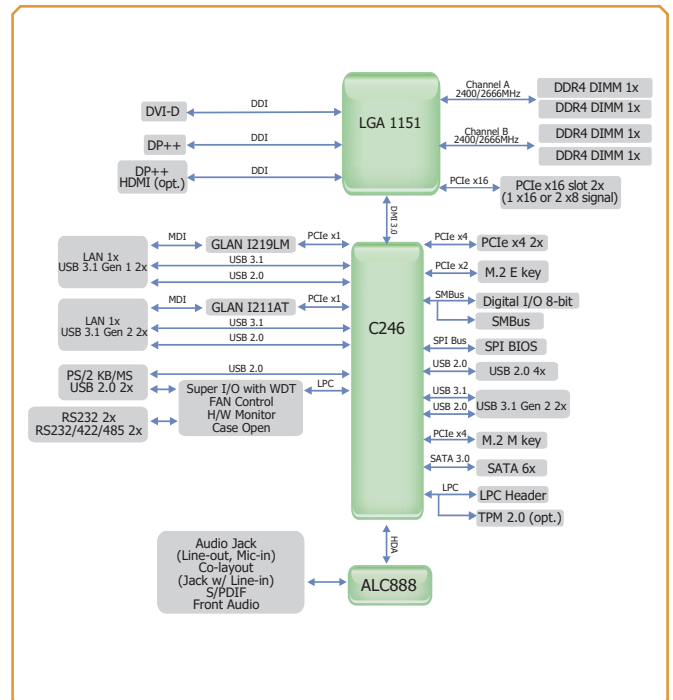 DVI-D
DDI
DP++
DDI
DP++
HDMI (opt.)
DDI
LGA 1151
Channel A
2400/2666MHz
DDR4 DIMM 1x
DDR4 DIMM 1x
Channel B
2400/2666MHz
DDR4 DIMM 1x
DDR4 DIMM 1x
PCIe x16
PCIe x16 slot 2x
(1 x16 or 2 x8 signal)
DMI 3.0
LAN 1x
USB 3.1 Gen 1 2x
MDI
GLAN I219LM
PCIe x1
USB 3.1
USB 2.0
LAN 1x
USB 3.1 Gen 2 2x
MDI
GLAN I211AT
PCIe x1
USB 3.1
USB 2.0
PS/2 KB/MS
USB 2.0 2x
USB 2.0
Super I/O with WDT
FAN Control
H/W Monitor
Case Open
LPC
RS232 2x
RS232/422/485 2x
C246
PCIe x4
PCIe x4 2x
PCIe x2
M.2 E key
SMBus
Digital I/O 8-bit
SMBus
SPI Bus
SPI BIOS
USB 2.0
USB 2.0 4x
USB 3.1
USB 2.0
USB 3.1 Gen 2 2x
PCIe x4
M.2 M key
SATA 3.0
SATA 6x
LPC
LPC Header
TPM 2.0 (opt.)
HDA
Audio Jack
(Line-out, Mic-in)
Co-layout
(Jack w/ Line-in)
S/PDIF
Front Audio
ALC888